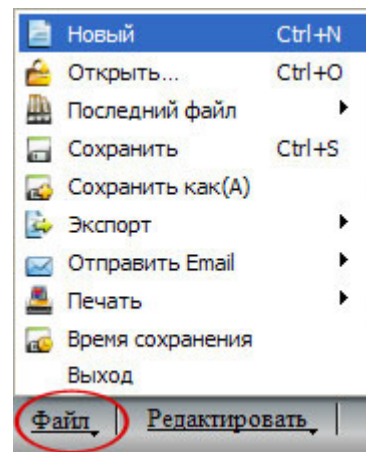 Новый Ctrl+N
Открыть... Ctrl+O
Последний файл
Сохранить Ctrl+S
Сохранить как(A)
Экспорт
Отправить Email
Печать
Время сохранения
Выход
Файл Редактировать